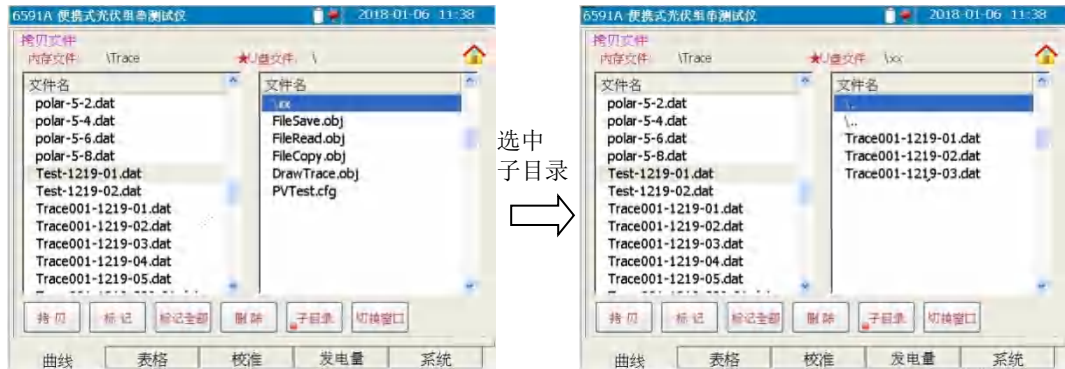 6591A 便携式光伏组串测试仪 2018-01-06 11:38
拷贝文件
内存文件: \Trace ★U盘文件: \
文件名 文件名
polar-5-2.dat \xx
polar-5-4.dat FileSave.obj
polar-5-6.dat FileRead.obj
polar-5-8.dat FileCopy.obj
Test-1219-01.dat DrawTrace.obj
Test-1219-02.dat PVTest.cfg
Trace001-1219-01.dat
Trace001-1219-02.dat
Trace001-1219-03.dat
Trace001-1219-04.dat
Trace001-1219-05.dat
拷贝 标记 标记全部 删除 子目录 切换窗口
曲线 表格 校准 发电量 系统
选中
子目录
6591A 便携式光伏组串测试仪 2018-01-06 11:38
拷贝文件
内存文件: \Trace ★U盘文件: \xx
文件名 文件名
polar-5-2.dat \..
polar-5-4.dat \..
polar-5-6.dat Trace001-1219-01.dat
polar-5-8.dat Trace001-1219-02.dat
Test-1219-01.dat Trace001-1219-03.dat
Test-1219-02.dat
Trace001-1219-01.dat
Trace001-1219-02.dat
Trace001-1219-03.dat
Trace001-1219-04.dat
Trace001-1219-05.dat
拷贝 标记 标记全部 删除 子目录 切换窗口
曲线 表格 校准 发电量 系统